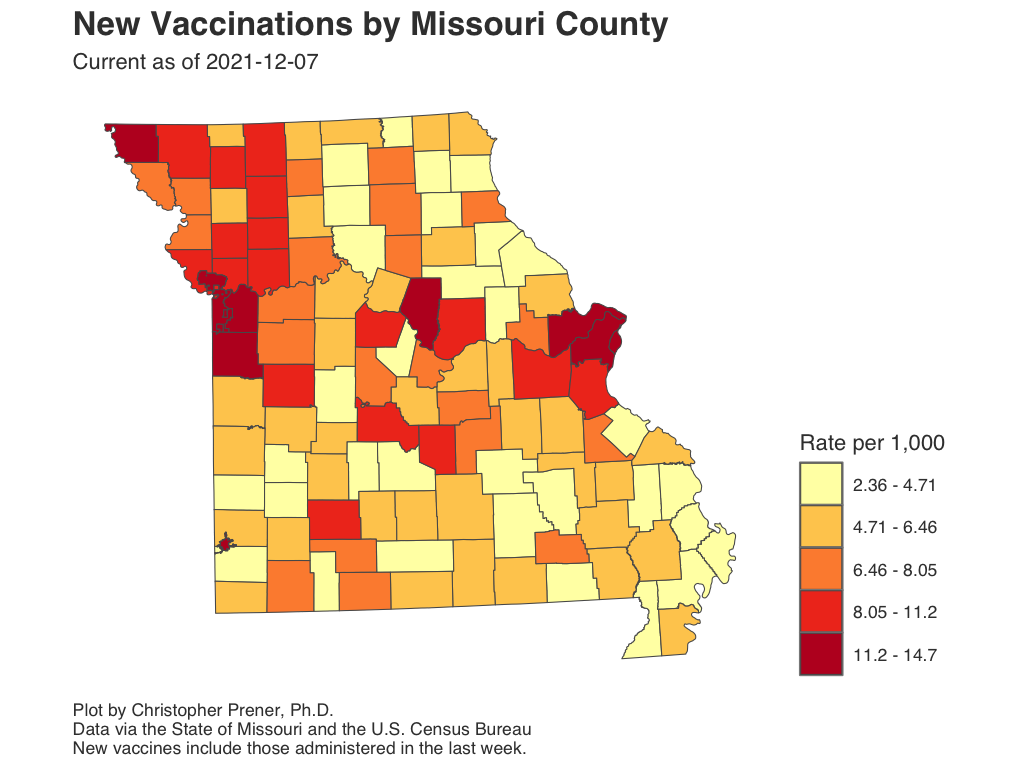 New Vaccinations by Missouri County
Current as of 2021-12-07
Rate per 1,000
2.36 - 4.71
4.71 - 6.46
6.46 - 8.05
8.05 - 11.2
11.2 - 14.7
Plot by Christopher Prener, Ph.D.
Data via the State of Missouri and the U.S. Census Bureau
New vaccines include those administered in the last week.